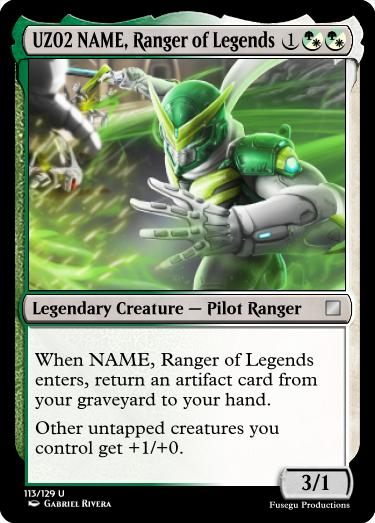 UZ02 NAME, Ranger of Legends 1
Legendary Creature — Pilot Ranger
When NAME, Ranger of Legends
enters, return an artifact card from
your graveyard to your hand.
Other untapped creatures you
control get +1/+0.
3/1
113/129 U
Gabriel Rivera
Fusegu Productions